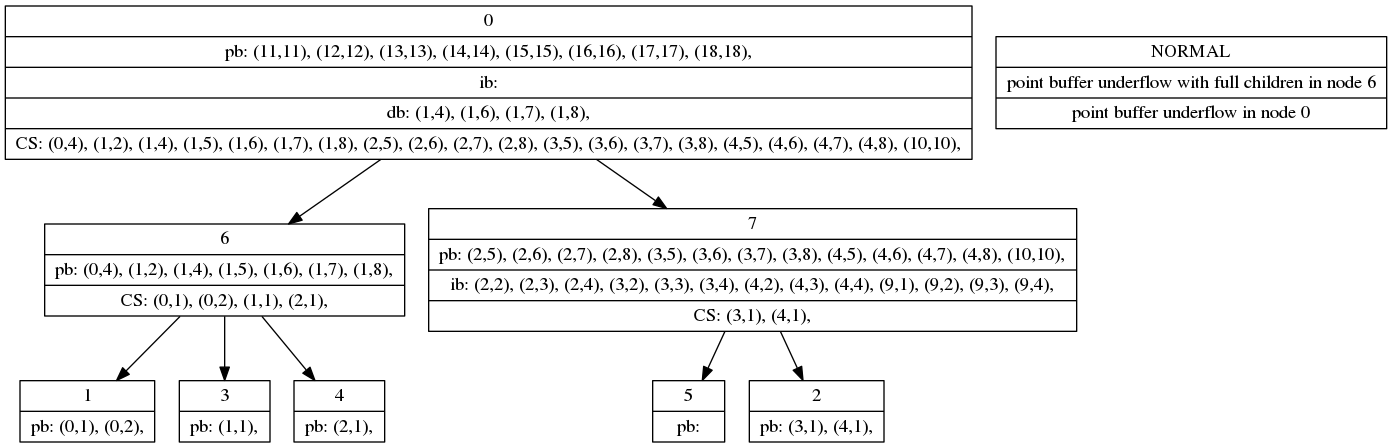 0
pb: (11,11), (12,12), (13,13), (14,14), (15,15), (16,16), (17,17), (18,18),
ib:
db: (1,4), (1,6), (1,7), (1,8),
CS: (0,4), (1,2), (1,4), (1,5), (1,6), (1,7), (1,8), (2,5), (2,6), (2,7), (2,8), (3,5), (3,6), (3,7), (3,8), (4,5), (4,6), (4,7), (4,8), (10,10),
NORMAL
point buffer underflow with full children in node 6
point buffer underflow in node 0
6
pb: (0,4), (1,2), (1,4), (1,5), (1,6), (1,7), (1,8),
CS: (0,1), (0,2), (1,1), (2,1),
7
pb: (2,5), (2,6), (2,7), (2,8), (3,5), (3,6), (3,7), (3,8), (4,5), (4,6), (4,7), (4,8), (10,10),
ib: (2,2), (2,3), (2,4), (3,2), (3,3), (3,4), (4,2), (4,3), (4,4), (9,1), (9,2), (9,3), (9,4),
CS: (3,1), (4,1),
1
pb: (0,1), (0,2),
3
pb: (1,1),
4
pb: (2,1),
5
pb:
2
pb: (3,1), (4,1),